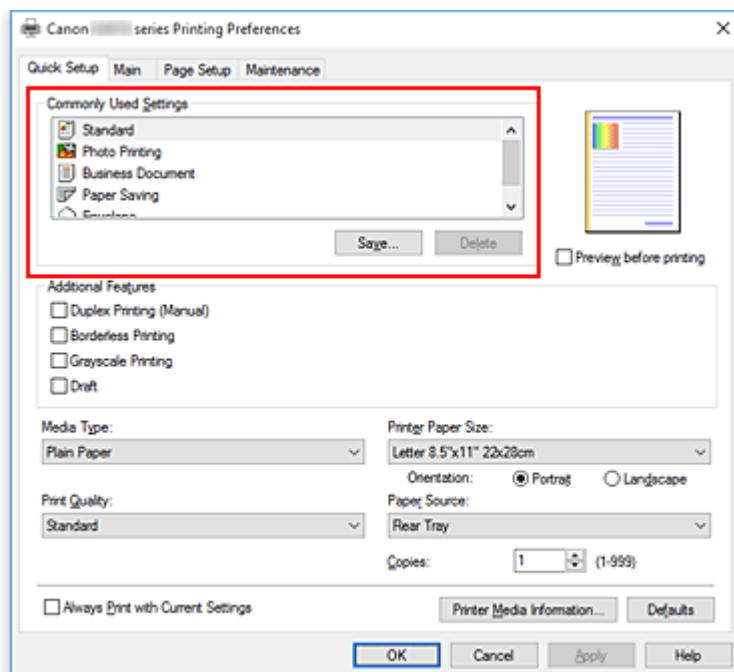 Canon series Printing Preferences
Quick Setup Main Page Setup Maintenance
Commonly Used Settings
Standard
Photo Printing
Business Document
Paper Saving
Envelope
Save... Delete
Preview before printing
Additional Features
Duplex Printing (Manual)
Borderless Printing
Grayscale Printing
Draft
Media Type:
Plain Paper
Printer Paper Size:
Letter 8.5"x11" 22x28cm
Orientation: Portrait Landscape
Print Quality:
Standard
Paper Source:
Rear Tray
Copies: 1 (1-999)
Always Print with Current Settings
Printer Media Information... Defaults
OK Cancel Apply Help